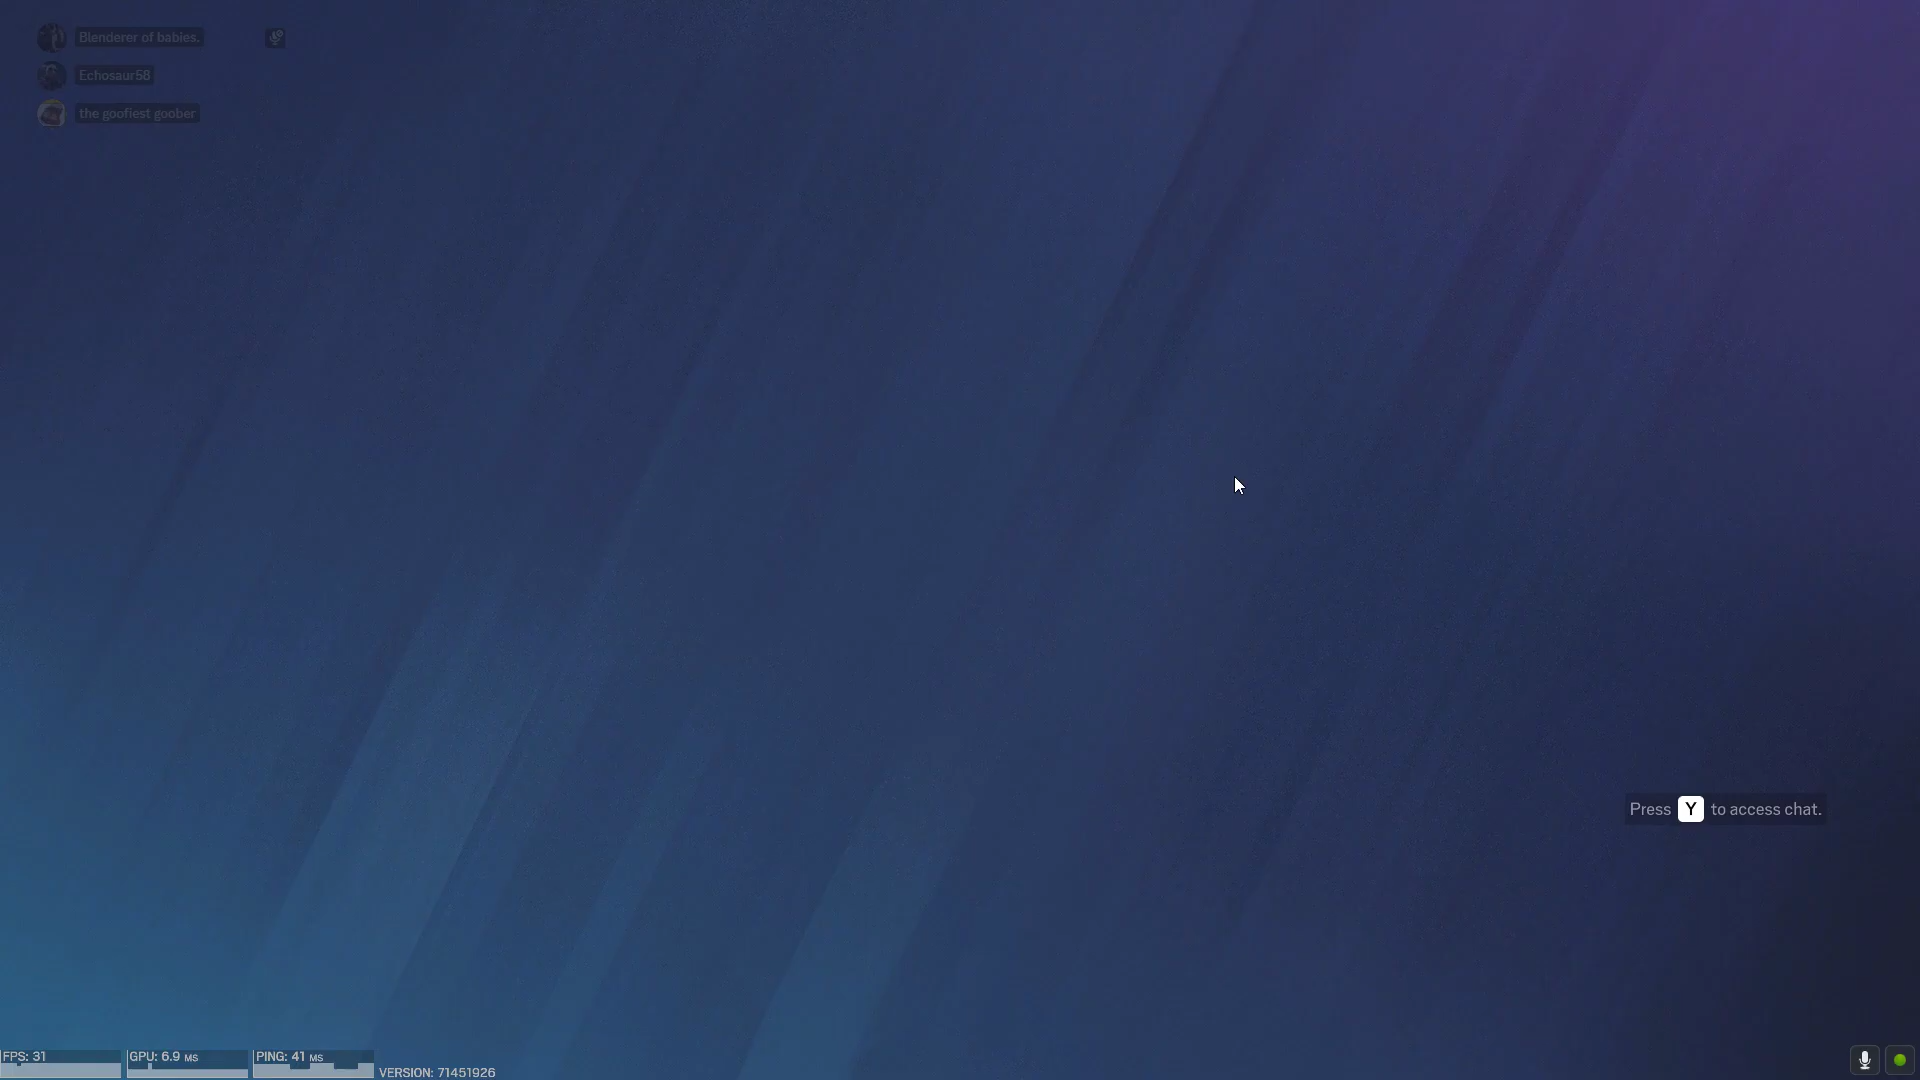 Blenderer of babies.
Echosaur58
the goofiest goober
Press Y to access chat.
FPS: 31 GPU: 6.9 MS PING: 41 MS VERSION: 71451926